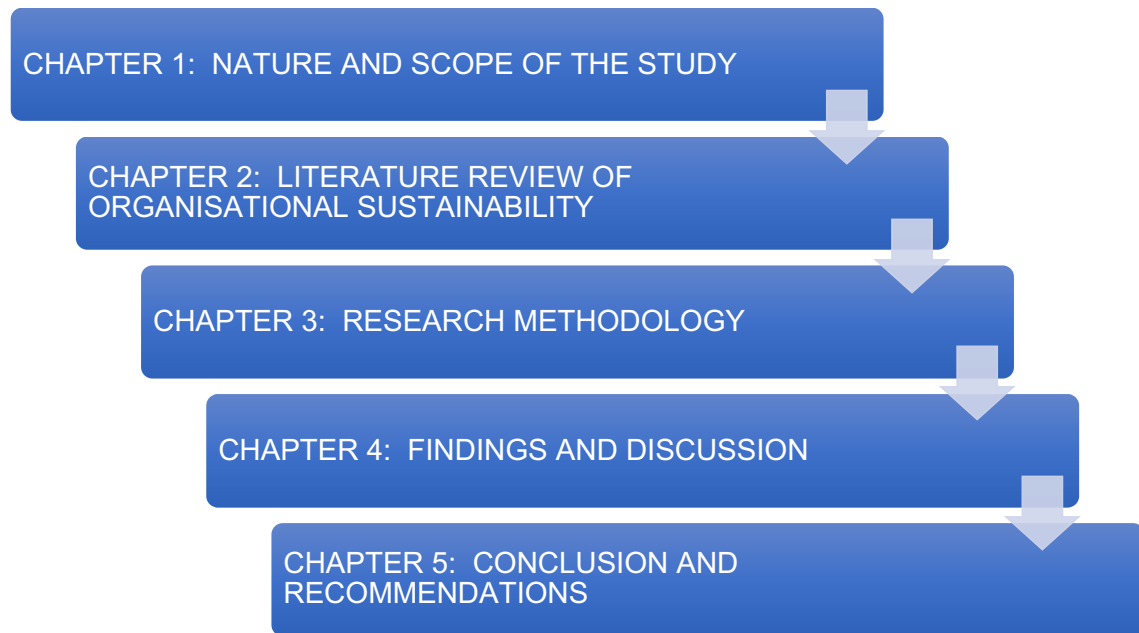 CHAPTER 1:  NATURE AND SCOPE OF THE STUDY
CHAPTER 2:  LITERATURE REVIEW OF
ORGANISATIONAL SUSTAINABILITY
CHAPTER 3:  RESEARCH METHODOLOGY
CHAPTER 4:  FINDINGS AND DISCUSSION
CHAPTER 5:  CONCLUSION AND
RECOMMENDATIONS